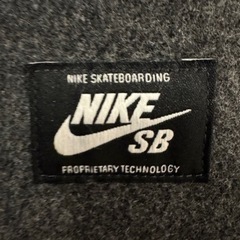 NIKE SKATEBOARDING
NIKE
SB
PROPRIETARY TECHNOLOGY